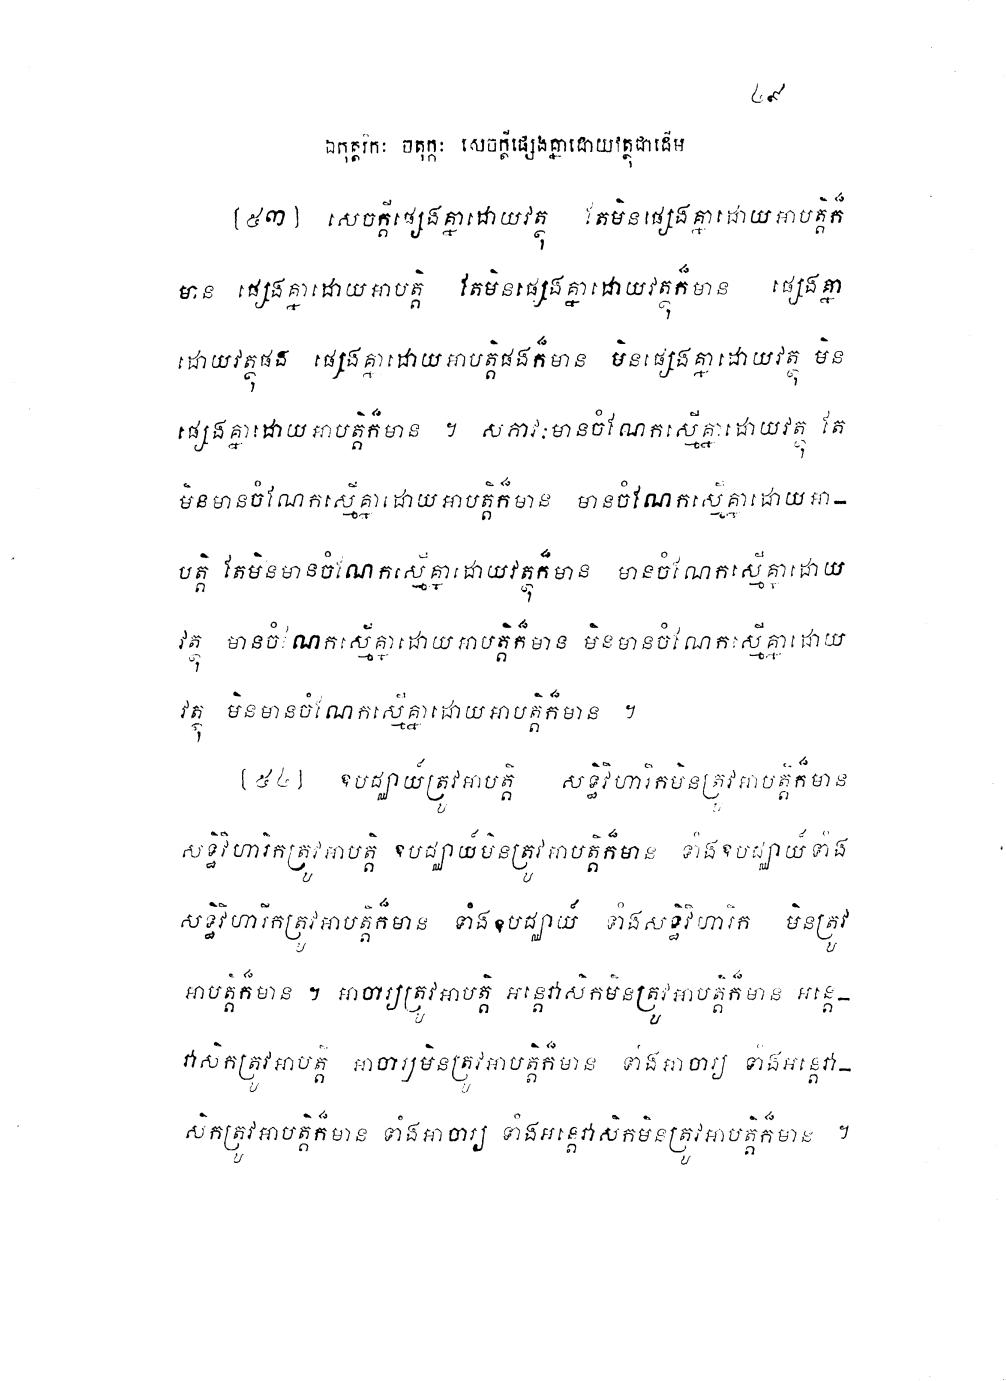 ៤៩
ឯកុត្តរិកៈ ចតុក្កៈ សេចក្តីផ្សេងគ្នាដោយវត្ថុជាដើម
(៥៣) សេចក្តីផ្សេងគ្នាដោយវត្ថុ តែមិនផ្សេងគ្នាដោយអាបត្តិក៏
មាន ផ្សេងគ្នាដោយអាបត្តិ តែមិនផ្សេងគ្នាដោយវត្ថុក៏មាន ផ្សេងគ្នា
ដោយវត្ថុផង ផ្សេងគ្នាដោយអាបត្តិផងក៏មាន មិនផ្សេងគ្នាដោយវត្ថុ មិន
ផ្សេងគ្នាដោយអាបត្តិក៏មាន ។ សភាវៈមានចំណែកស្មើគ្នាដោយវត្ថុ តែ
មិនមានចំណែកស្មើគ្នាដោយអាបត្តិក៏មាន មានចំណែកស្មើគ្នាដោយអា-
បត្តិ តែមិនមានចំណែកស្មើគ្នាដោយវត្ថុក៏មាន មានចំណែកស្មើគ្នាដោយ
វត្ថុ មានចំណែកស្មើគ្នាដោយអាបត្តិក៏មាន មិនមានចំណែកស្មើគ្នាដោយ
វត្ថុ មិនមានចំណែកស្មើគ្នាដោយអាបត្តិក៏មាន ។
(៥៤) ឧបជ្ឈាយ៍ត្រូវអាបត្តិ សទ្ធិវិហារិកមិនត្រូវអាបត្តិក៏មាន
សទ្ធិវិហារិកត្រូវអាបត្តិ ឧបជ្ឈាយ៍មិនត្រូវអាបត្តិក៏មាន ទាំងឧបជ្ឈាយ៍ទាំង
សទ្ធិវិហារិកត្រូវអាបត្តិក៏មាន ទាំងឧបជ្ឈាយ៍ ទាំងសទ្ធិវិហារិក មិនត្រូវ
អាបត្តិក៏មាន ។ អាចារ្យត្រូវអាបត្តិ អន្តេវាសិកមិនត្រូវអាបត្តិក៏មាន អន្តេ-
វាសិកត្រូវអាបត្តិ អាចារ្យមិនត្រូវអាបត្តិក៏មាន ទាំងអាចារ្យ ទាំងអន្តេវា-
សិកត្រូវអាបត្តិក៏មាន ទាំងអាចារ្យ ទាំងអន្តេវាសិកមិនត្រូវអាបត្តិក៏មាន ។